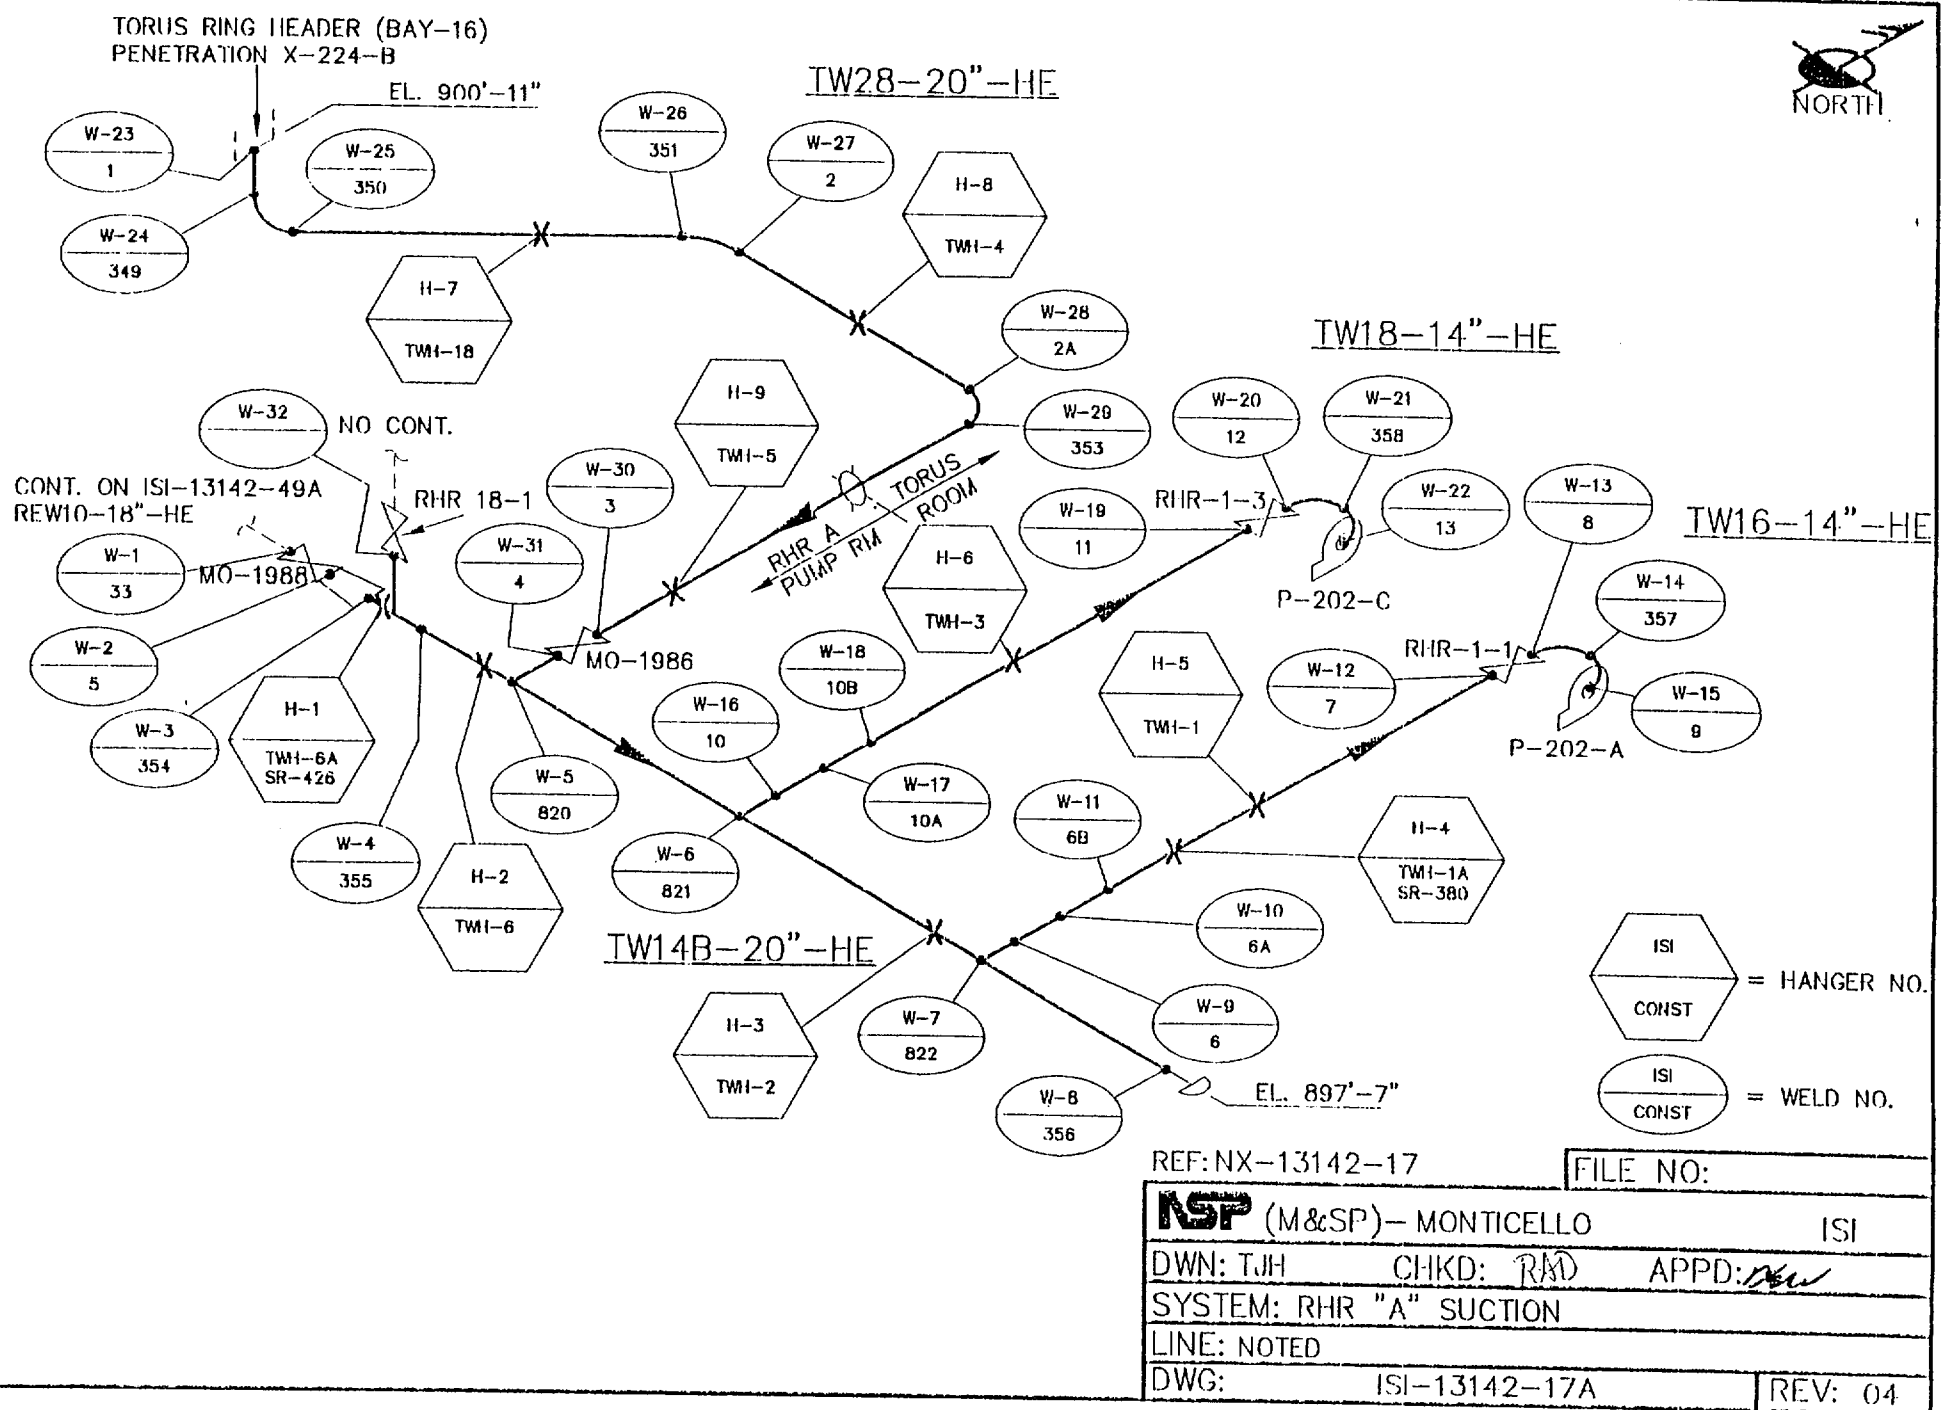 TORUS RING HEADER (BAY-16)
PENETRATION X-224-B
EL. 900'-11"
TW28-20"-HE
NORTH
W-23
1
W-24
349
W-25
350
W-26
351
W-27
2
H-8
TWH-4
H-7
TWH-18
W-28
2A
TW18-14"-HE
H-9
TWH-5
W-29
353
W-20
12
W-21
358
W-32
NO CONT.
CONT. ON ISI-13142-49A
REW10-18"-HE
RHR 18-1
W-30
3
TORUS
ROOM
RHR A
PUMP RM
W-19
11
RHR-1-3
W-22
13
W-13
8
TW16-14"-HE
W-1
33
MO-1988
W-31
4
H-6
TWH-3
P-202-C
W-14
357
W-2
5
MO-1986
W-18
10B
H-5
TWH-1
RHR-1-1
W-12
7
W-15
9
P-202-A
W-3
354
H-1
TWH-6A
SR-426
W-16
10
W-5
820
W-17
10A
W-11
6B
H-4
TWH-1A
SR-380
W-4
355
H-2
TWH-6
W-6
821
W-10
6A
TW14B-20"-HE
ISI
CONST
= HANGER NO.
H-3
TWH-2
W-7
822
W-9
6
W-8
356
EL. 897'-7"
ISI
CONST
= WELD NO.
REF: NX-13142-17
FILE NO:
NSP (M&SP)- MONTICELLO ISI
DWN: TJH CHKD: RAD APPD:
SYSTEM: RHR "A" SUCTION
LINE: NOTED
DWG: ISI-13142-17A REV: 04